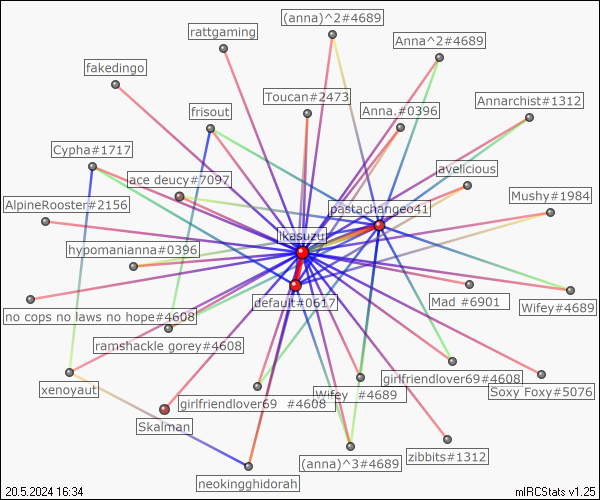 (anna)^2#4689
rattgaming
Anna^2#4689
fakedingo
Toucan#2473
Annarchist#1312
frisout
Anna.#0396
Cypha#1717
avelicious
ace deucy#7097
Mushy#1984
AlpineRooster#2156
pastachangeo41
ikasuzu
hypomanianna#0396
default#0617
Mad #6901
Wifey#4689
no cops no laws no hope#4608
ramshackle gorey#4608
girlfriendlover69#4608
xenoyaut
Soxy Foxy#5076
Wifey #4689
girlfriendlover69 #4608
Skalman
zibbits#1312
(anna)^3#4689
neokingghidorah
20.5.2024 16:34
mIRCStats v1.25